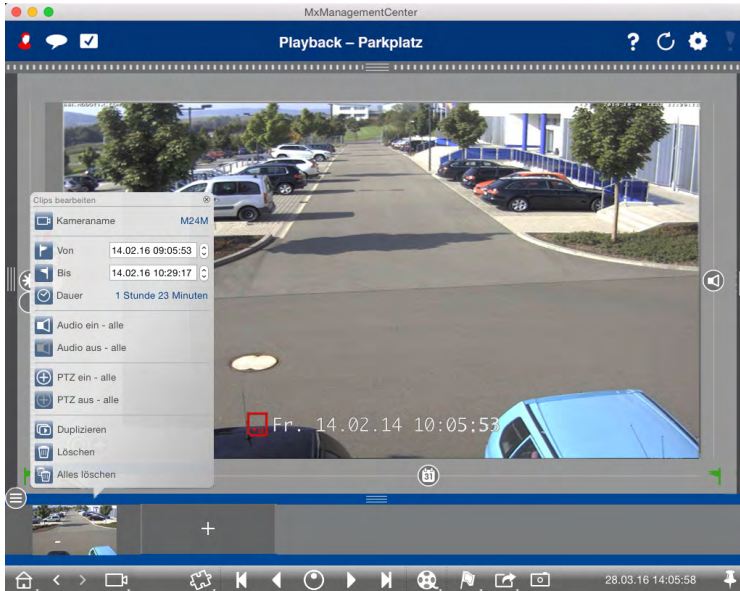 MxManagementCenter
Playback – Parkplatz
Clips bearbeiten
Kameraname M24M
Von 14.02.16 09:05:53
Bis 14.02.16 10:29:17
Dauer 1 Stunde 23 Minuten
Audio ein - alle
Audio aus - alle
PTZ ein - alle
PTZ aus - alle
Duplizieren
Löschen
Alles löschen
Fr. 14.02.14 10:05:53
31
+
28.03.16 14:05:58